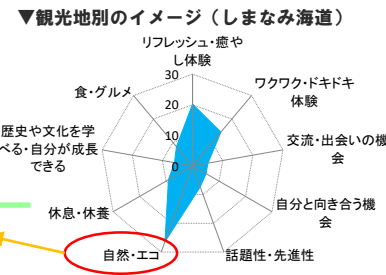 ▼観光地別のイメージ（しまなみ海道）
リフレッシュ・癒や
し体験
30
20
10
0
ワクワク・ドキドキ
体験
交流・出会いの機
会
自分と向き合う機
会
話題性・先進性
自然・エコ
休息・休養
歴史や文化を学
べる・自分が成長
できる
食・グルメ